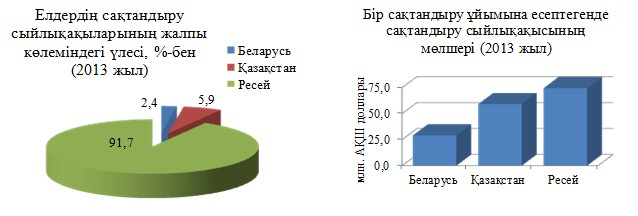 Елдердің сақтандыру
сыйлықақыларының жалпы
көлеміндегі үлесі, %-бен
(2013 жыл)
Беларусь
Қазақстан
Ресей
2,4
5,9
91,7
Бір сақтандыру ұйымына есептегенде
сақтандыру сыйлықақысының
мөлшері (2013 жыл)
млн. АҚШ доллары
75,0
25,0
0,0
Беларусь
Қазақстан
Ресей